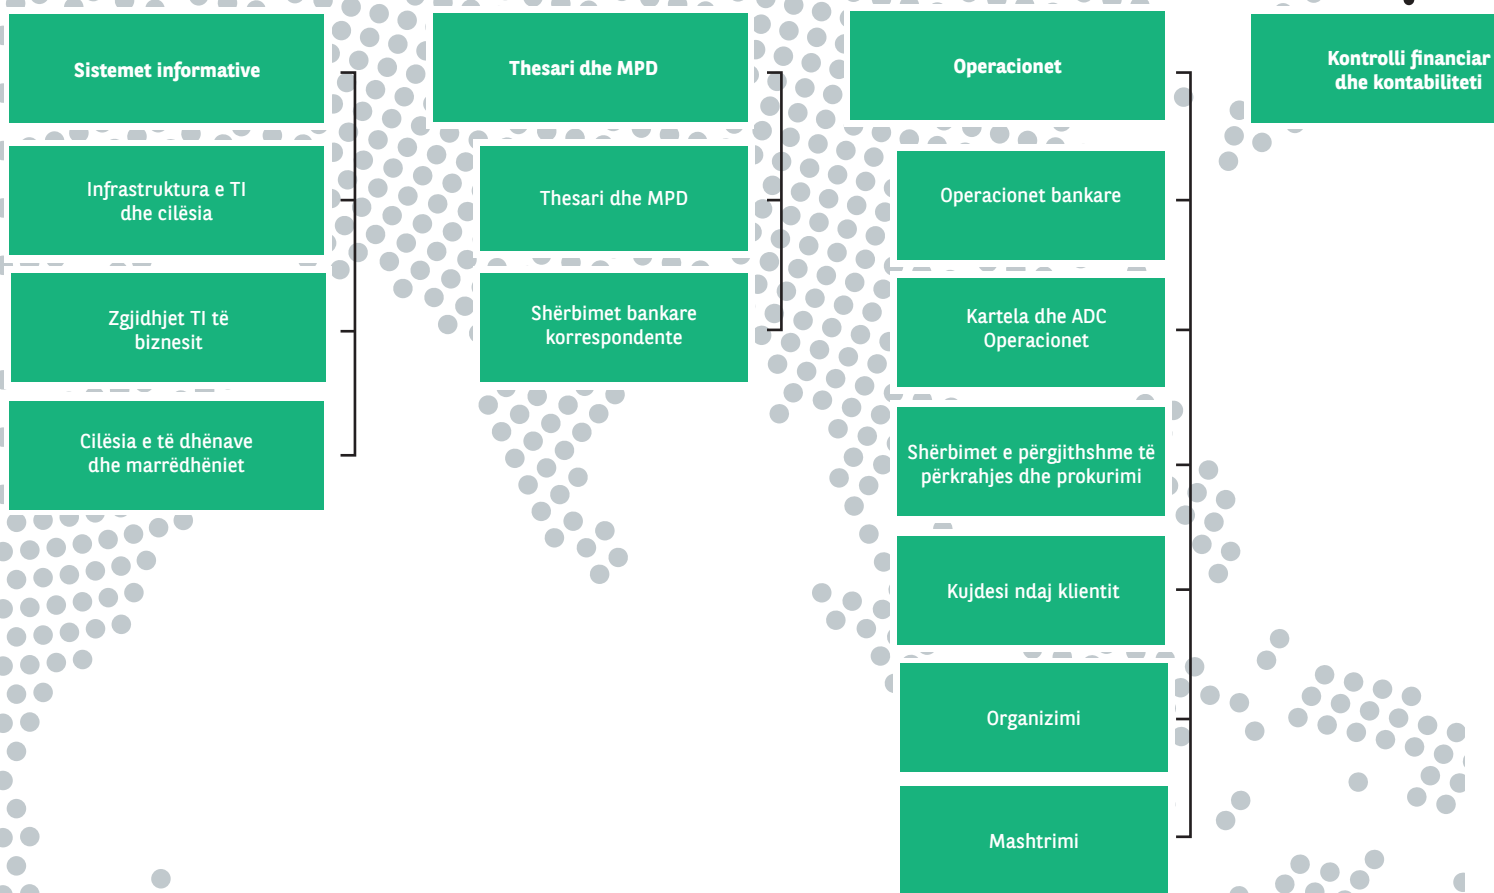 Sistemet informative
Infrastruktura e TI
dhe cilësia
Zgjidhjet TI të
biznesit
Cilësia e të dhënave
dhe marrëdhëniet
Thesari dhe MPD
Thesari dhe MPD
Shërbimet bankare
korrespondente
Operacionet
Operacionet bankare
Kartela dhe ADC
Operacionet
Shërbimet e përgjithshme të
përkrahjes dhe prokurimi
Kujdesi ndaj klientit
Organizimi
Mashtrimi
Kontrolli financiar
dhe kontabiliteti